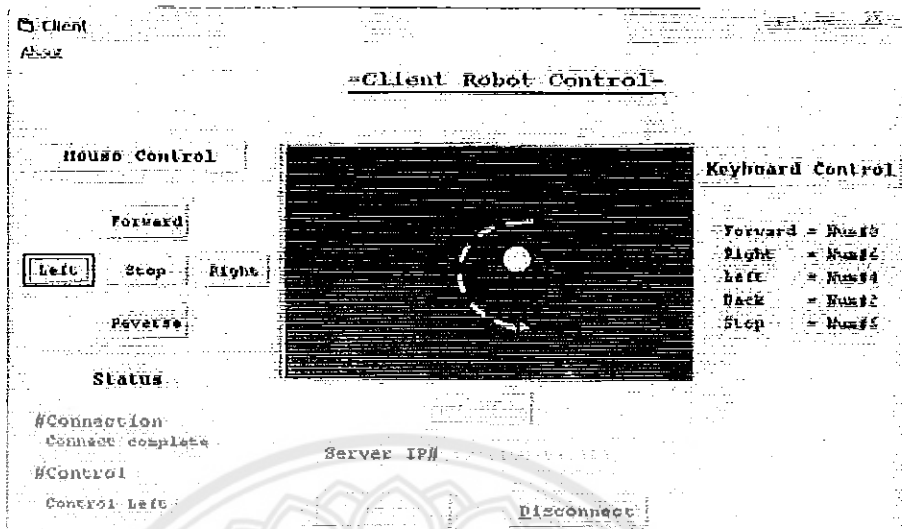 Client
About
=Client Robot Control=
Mouse Control
Keyboard Control
Forward
Left
Stop
Right
Reverse
Forward = Num#8
Right = Num#6
Left = Num#4
Back = Num#2
Stop = Num#5
Status
#Connection
Connect complete
#Control
Control Left
Server IP#
Disconnect